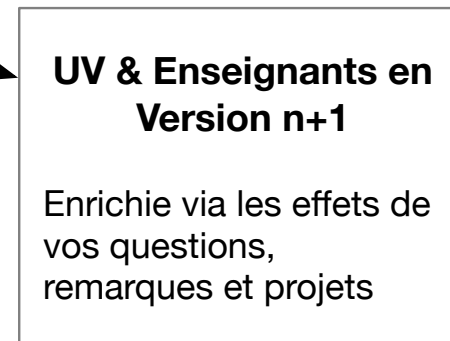 UV & Enseignants en
Version n+1
Enrichie via les effets de
vos questions,
remarques et projets